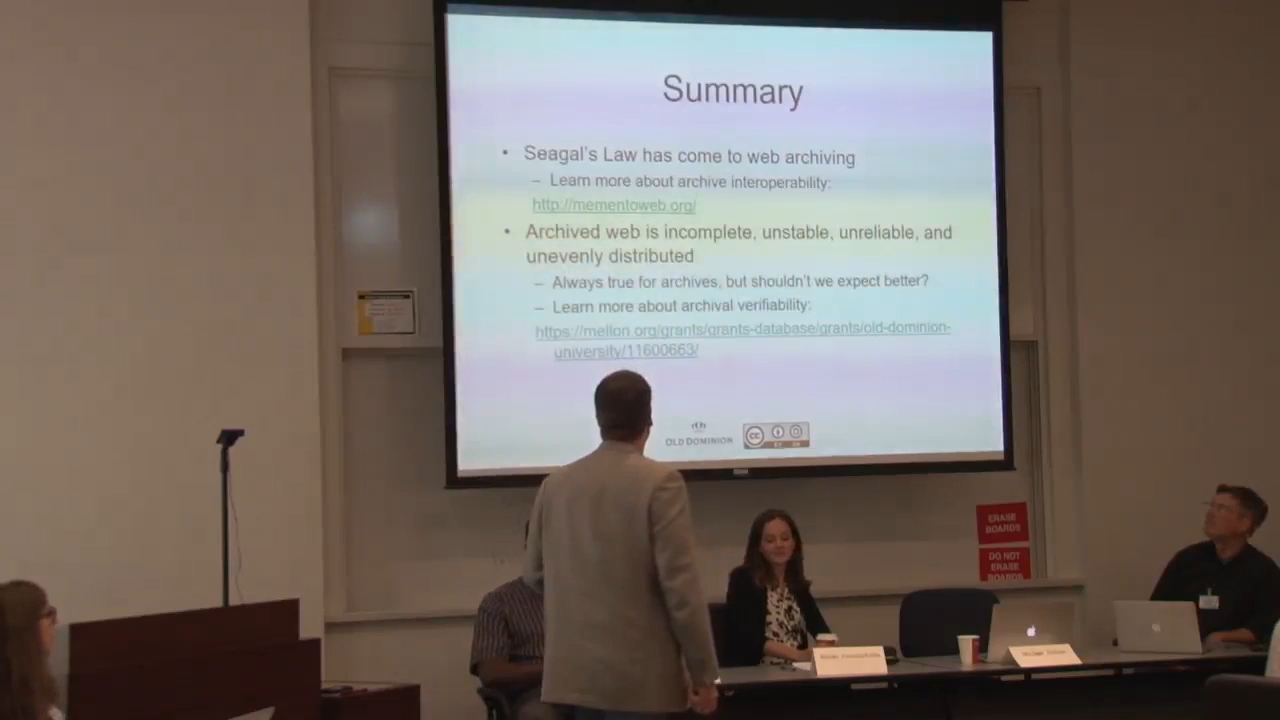 Summary
• Seagal's Law has come to web archiving
– Learn more about archive interoperability:
http://mementoweb.org/
• Archived web is incomplete, unstable, unreliable, and
unevenly distributed
– Always true for archives, but shouldn't we expect better?
– Learn more about archival verifiability:
https://mellon.org/grants/grants-database/grants/old-dominion-
university/11600663/
OLD DOMINION
cc
ERASE
BOARDS
DO NOT
ERASE
BOARDS